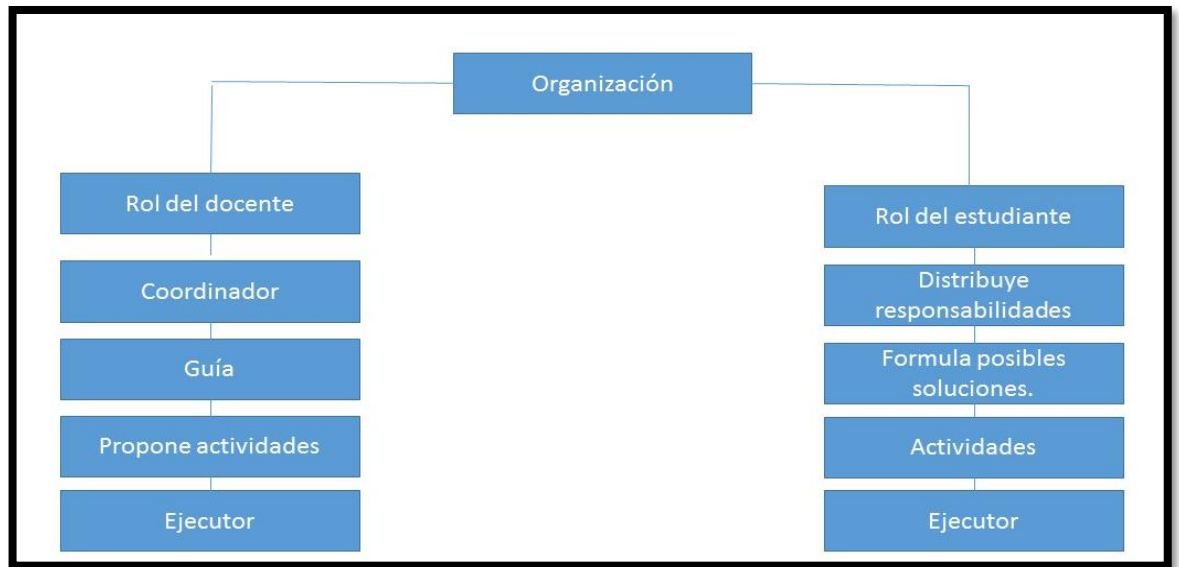 Organización
Rol del docente
Coordinador
Guía
Propone actividades
Ejecutor
Rol del estudiante
Distribuye
responsabilidades
Formula posibles
soluciones.
Actividades
Ejecutor